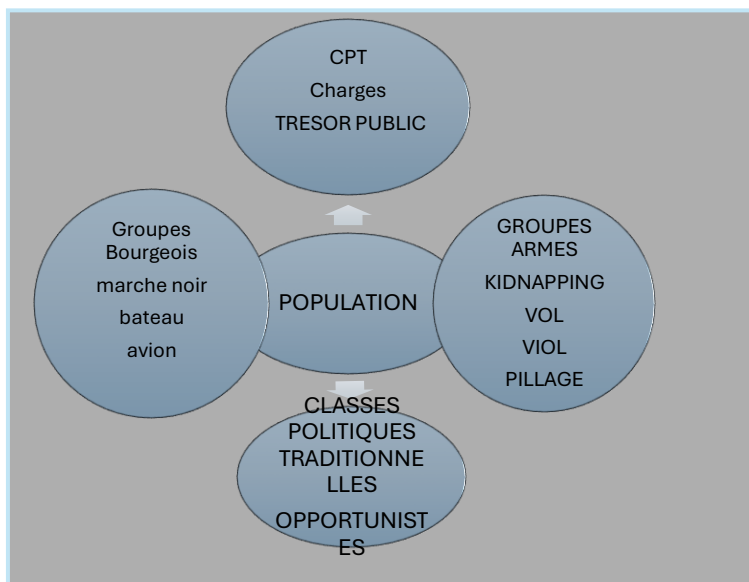 CPT
Charges
TRESOR PUBLIC
Groupes
Bourgeois
marche noir
bateau
avion
POPULATION
GROUPES
ARMES
KIDNAPPING
VOL
VIOL
PILLAGE
CLASSES
POLITIQUES
TRADITIONNE
LLES
OPPORTUNIST
ES